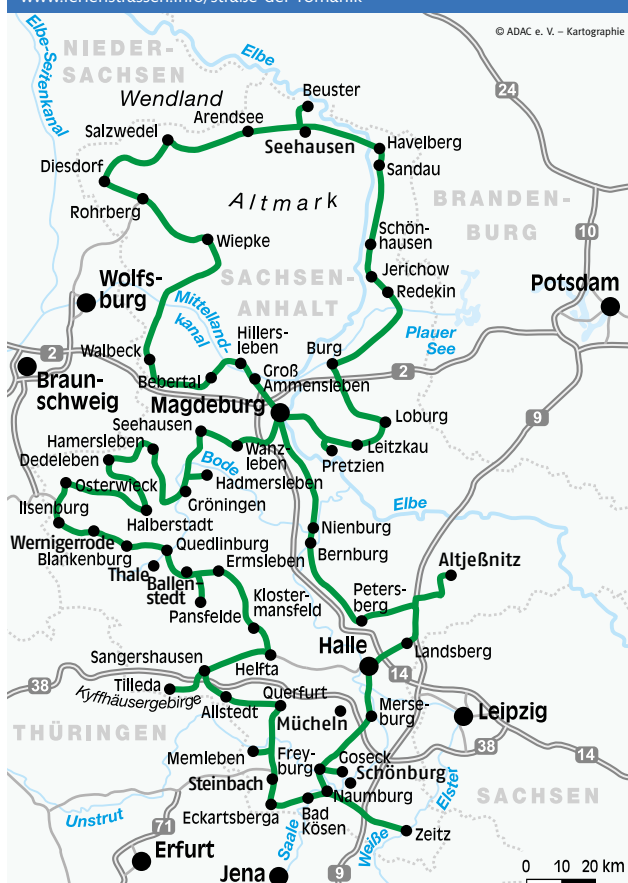 www.ferienstrassen.info/straße-der-romanik
© ADAC e. V. – Kartographie
NIEDER-
SACHSEN
Elbe-Seitenkanal
Elbe
24
Wendland
Beuster
Arendsee
Salzwedel
Seehausen
Havelberg
Sandau
Diesdorf
Altmark
BRANDEN-
BURG
Rohrberg
Wiepke
Schön-
hausen
10
SACHSEN-
ANHALT
Jerichow
Redekin
Potsdam
Wolfs-
burg
Mittelland-
kanal
Hillers-
leben
Burg
Plauer
See
2
Walbeck
Braun-
schweig
Bebertal
Groß
Ammensleben
2
9
Magdeburg
Loburg
Seehausen
Hamersleben
Wanz-
leben
Leitzkau
Dedeleben
Bode
Pretzien
Osterwieck
Hadmersleben
Gröningen
Elbe
Ilsenburg
Halberstadt
Nienburg
Wernigerode
Quedlinburg
Bernburg
Blankenburg
Ermsleben
Altjeßnitz
Thale
Ballen-
stedt
Kloster-
mansfeld
Peters-
berg
Pansfelde
Halle
Landsberg
Sangershausen
Helfta
14
38
Tilleda
Kyffhäusergebirge
Querfurt
Allstedt
Mücheln
Merse-
burg
Leipzig
THÜRINGEN
38
14
Memleben
Frey-
burg
Goseck
Schönburg
Steinbach
Naumburg
SACHSEN
Eckartsberga
Bad
Kösen
Elster
Unstrut
71
Saale
Weiße
Zeitz
Erfurt
Jena
9
0 10 20 km